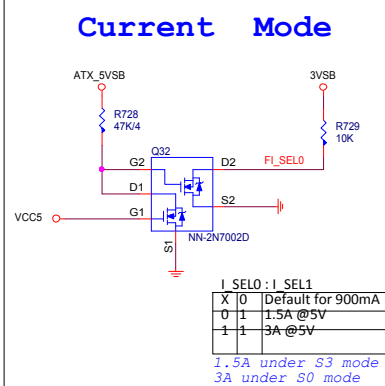 Current Mode
ATX_5VSB
3VSB
R728
47K/4
R729
10K
Q32
G2
D2
FI_SEL0
D1
S2
VCC5
G1
NN-2N7002D
S1
I_SEL0 : I_SEL1
X 0 Default for 900mA
0 1 1.5A @5V
1 1 3A @5V
1.5A under S3 mode
3A under S0 mode